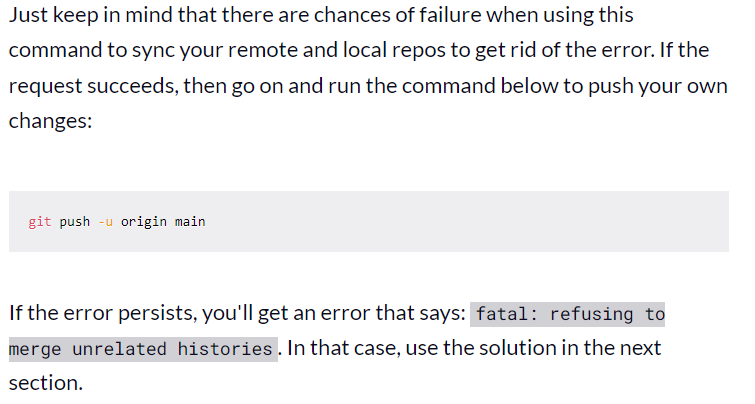 Just keep in mind that there are chances of failure when using this
command to sync your remote and local repos to get rid of the error. If the
request succeeds, then go on and run the command below to push your own
changes:
git push -u origin main
If the error persists, you'll get an error that says: fatal: refusing to
merge unrelated histories . In that case, use the solution in the next
section.